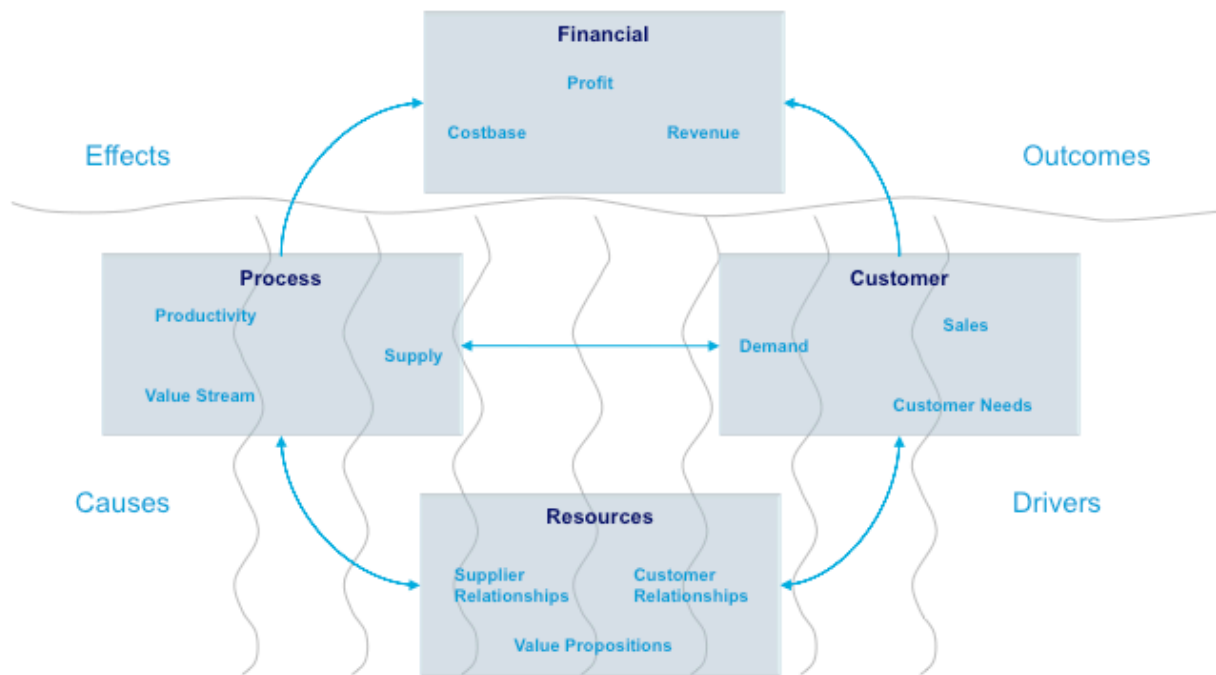 Financial
Profit
Costbase
Revenue
Effects
Outcomes
Process
Productivity
Supply
Value Stream
Customer
Sales
Demand
Customer Needs
Causes
Drivers
Resources
Supplier
Relationships
Customer
Relationships
Value Propositions